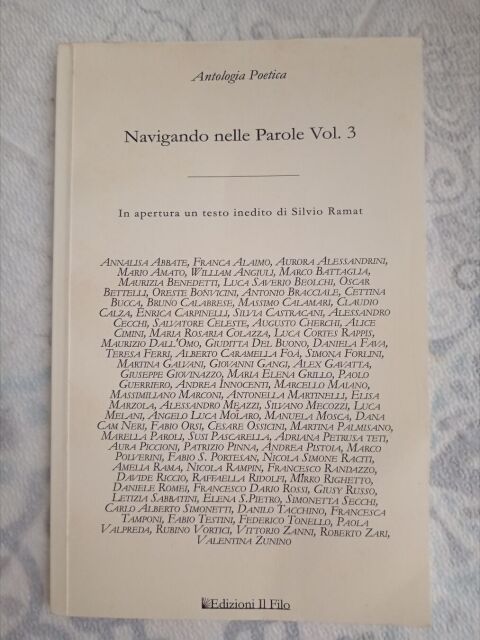 Antologia Poetica
Navigando nelle Parole Vol. 3
In apertura un testo inedito di Silvio Ramat
Annalisa Abbate, Franca Alaimo, Aurora Alessandrini,
Mario Amato, William Angiuli, Marco Battaglia,
Maurizia Benedetti, Luca Saverio Beolchi, Oscar
Bettelli, Oreste Bonvicini, Antonio Bracciale, Cettina
Bucca, Bruno Calabrese, Massimo Calamari, Claudio
Calza, Enrica Carpinelli, Silvia Castracani, Alessandro
Cecchi, Salvatore Celeste, Augusto Cherchi, Alice
Cimini, Maria Rosaria Colazza, Luca Cortes Rappis,
Maurizio Dall'Omo, Giuditta Del Buono, Daniela Fava,
Teresa Ferri, Alberto Caramella Foà, Simona Forlini,
Martina Galvani, Giovanni Gangi, Alex Gavatta,
Giuseppe Giovinazzo, Maria Elena Grillo, Paolo
Guerriero, Andrea Innocenti, Marcello Maiano,
Massimiliano Marconi, Antonella Martinelli, Elisa
Marzola, Alessandro Meazzi, Silvano Mecozzi, Luca
Melani, Angelo Luca Molaro, Manuela Mosca, Dana
Cam Neri, Fabio Orsi, Cesare Ossicini, Martina Palmisano,
Marella Paroli, Susi Pascarella, Adriana Petrusa teti,
Aura Piccioni, Patrizio Pinna, Andrea Pistoia, Marco
Polverini, Fabio S. Portesan, Nicola Simone Raciti,
Amelia Rama, Nicola Rampin, Francesco Randazzo,
Davide Riccio, Raffaella Ridolfi, Mirko Righetto,
Daniele Romei, Francesco Dario Rossi, Giusy Russo,
Letizia Sabbatini, Elena S.Pietro, Simonetta Secchi,
Carlo Alberto Simonetti, Danilo Tacchino, Francesca
Tamponi, Fabio Testini, Federico Tonello, Paola
Valpreda, Rubino Vortici, Vittorio Zanni, Roberto Zari,
Valentina Zunino
Edizioni Il Filo